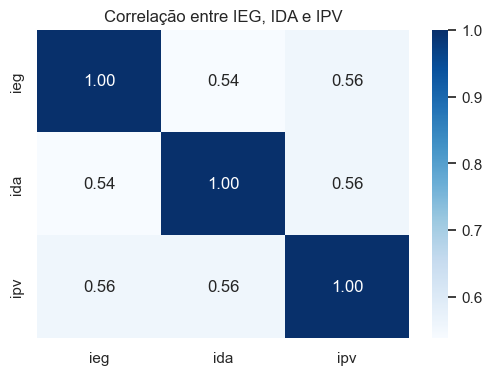 Correlação entre IEG, IDA e IPV
ieg 1.00 0.54 0.56
ida 0.54 1.00 0.56
ipv 0.56 0.56 1.00
ieg ida ipv
1.0
0.9
0.8
0.7
0.6